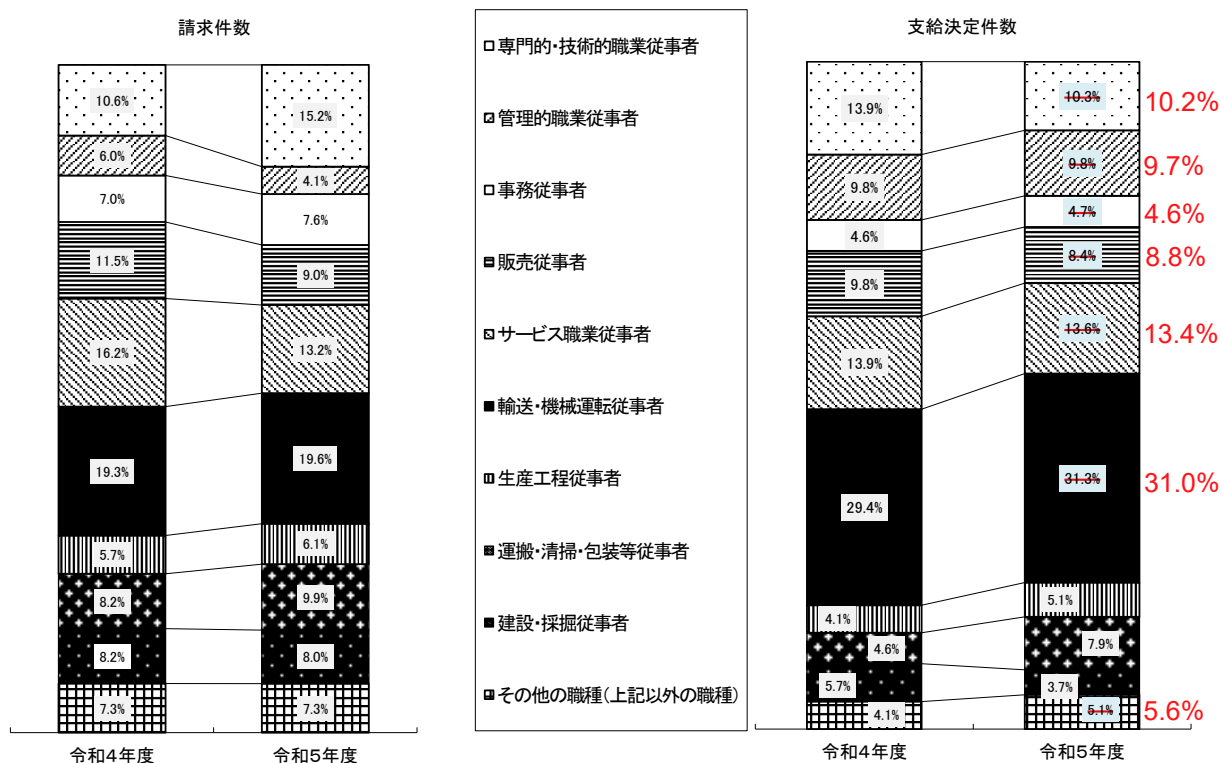 請求件数
10.6%
6.0%
7.0%
11.5%
16.2%
19.3%
5.7%
8.2%
8.2%
7.3%
令和4年度
15.2%
4.1%
7.6%
9.0%
13.2%
19.6%
6.1%
9.9%
8.0%
7.3%
令和5年度
専門的・技術的職業従事者
管理的職業従事者
事務従事者
販売従事者
サービス職業従事者
輸送・機械運転従事者
生産工程従事者
運搬・清掃・包装等従事者
建設・採掘従事者
その他の職種(上記以外の職種)
支給決定件数
13.9%
9.8%
4.6%
9.8%
13.9%
29.4%
4.1%
4.6%
5.7%
4.1%
令和4年度
10.3% 10.2%
9.8% 9.7%
4.7% 4.6%
8.4% 8.8%
13.6% 13.4%
31.3% 31.0%
5.1%
7.9%
3.7%
5.1% 5.6%
令和5年度